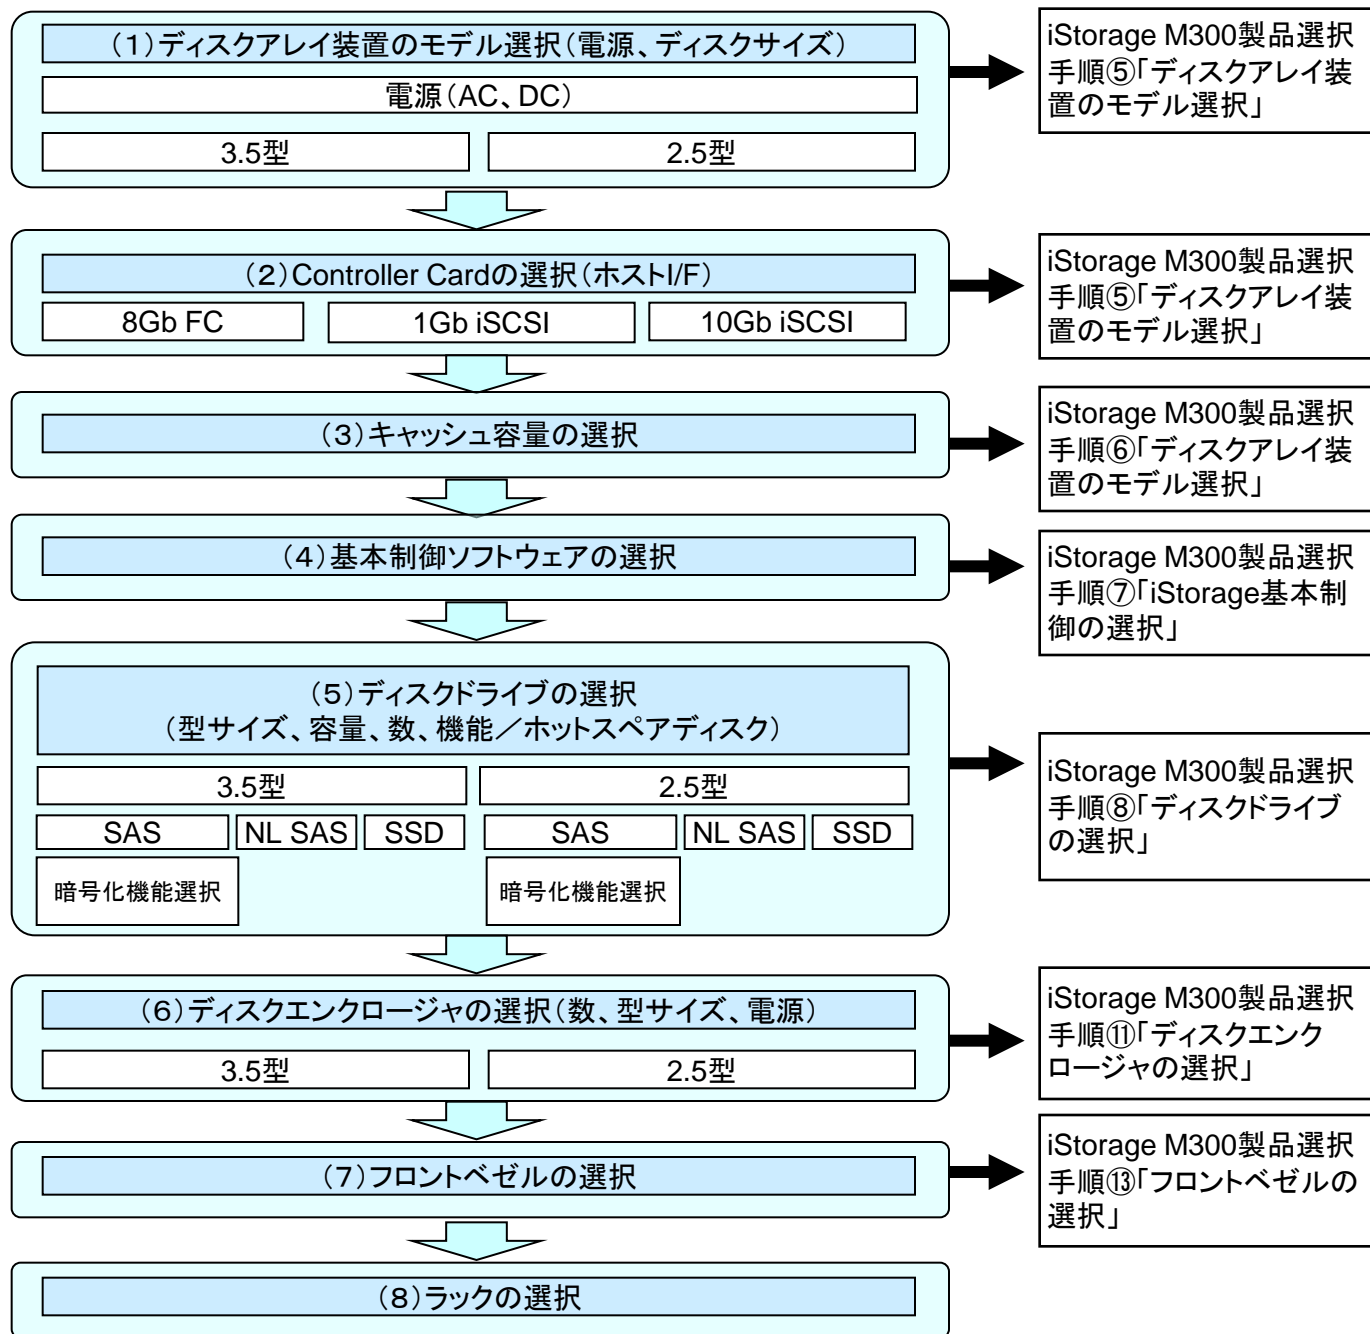 (1)ディスクアレイ装置のモデル選択(電源、ディスクサイズ)
電源(AC、DC)
3.5型
2.5型
iStorage M300製品選択
手順⑤「ディスクアレイ装
置のモデル選択」
(2)Controller Cardの選択(ホストI/F)
8Gb FC
1Gb iSCSI
10Gb iSCSI
iStorage M300製品選択
手順⑤「ディスクアレイ装
置のモデル選択」
(3)キャッシュ容量の選択
iStorage M300製品選択
手順⑥「ディスクアレイ装
置のモデル選択」
(4)基本制御ソフトウェアの選択
iStorage M300製品選択
手順⑦「iStorage基本制
御の選択」
(5)ディスクドライブの選択
(型サイズ、容量、数、機能/ホットスペアディスク)
3.5型
2.5型
SAS
NL SAS
SSD
SAS
NL SAS
SSD
暗号化機能選択
暗号化機能選択
iStorage M300製品選択
手順⑧「ディスクドライブ
の選択」
(6)ディスクエンクロージャの選択(数、型サイズ、電源)
3.5型
2.5型
iStorage M300製品選択
手順⑪「ディスクエンク
ロージャの選択」
(7)フロントベゼルの選択
iStorage M300製品選択
手順⑬「フロントベゼルの
選択」
(8)ラックの選択